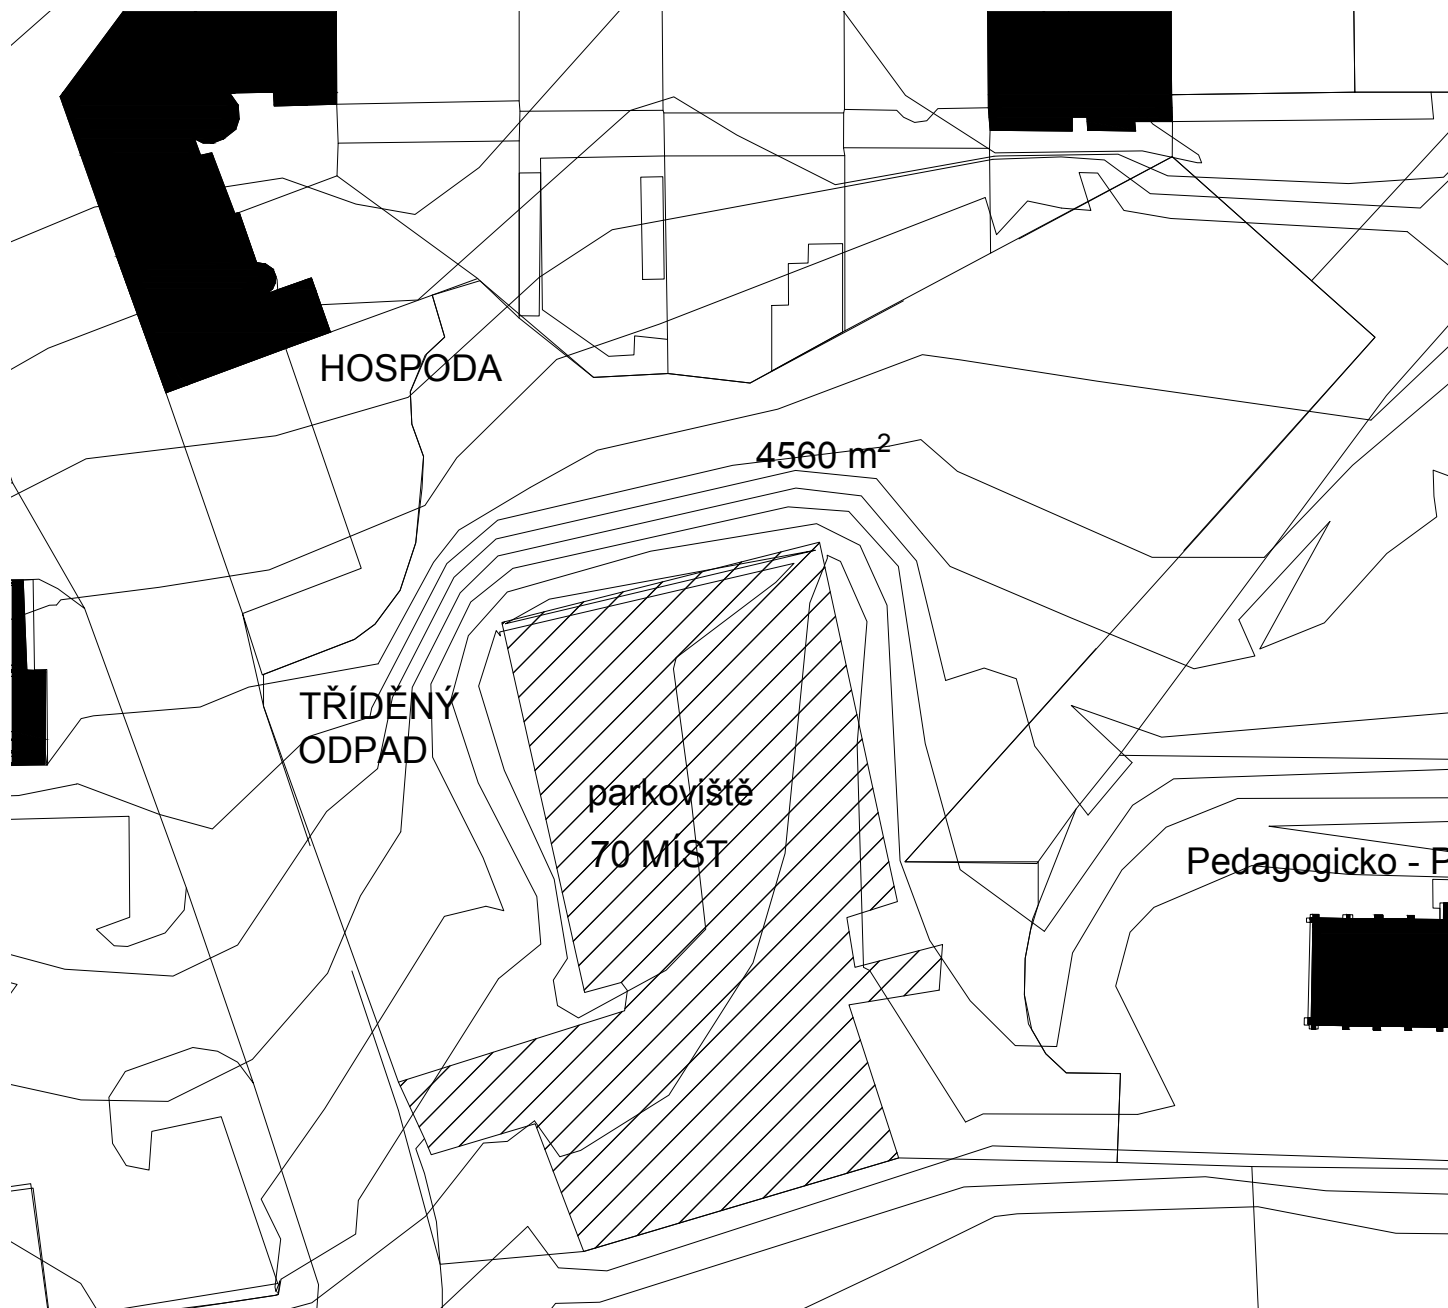 HOSPODA
4560 m²
TŘÍDĚNÝ
ODPAD
parkoviště
70 MÍST
Pedagogicko - P